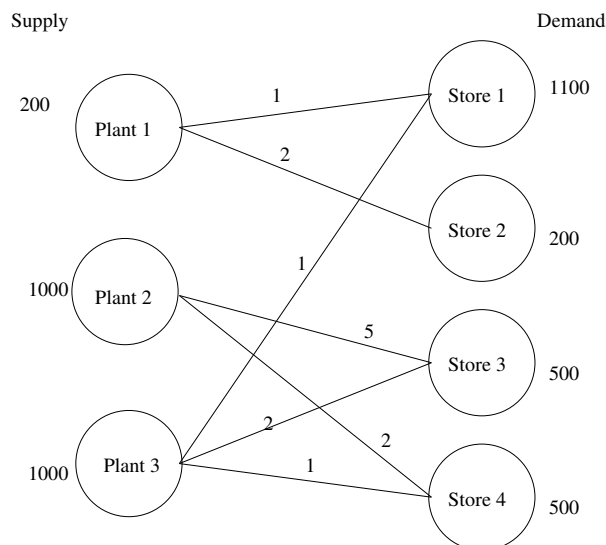 Supply
Demand
200
Plant 1
1
Store 1
1100
2
Store 2
200
1
1000
Plant 2
5
Store 3
500
2
2
1000
Plant 3
1
Store 4
500